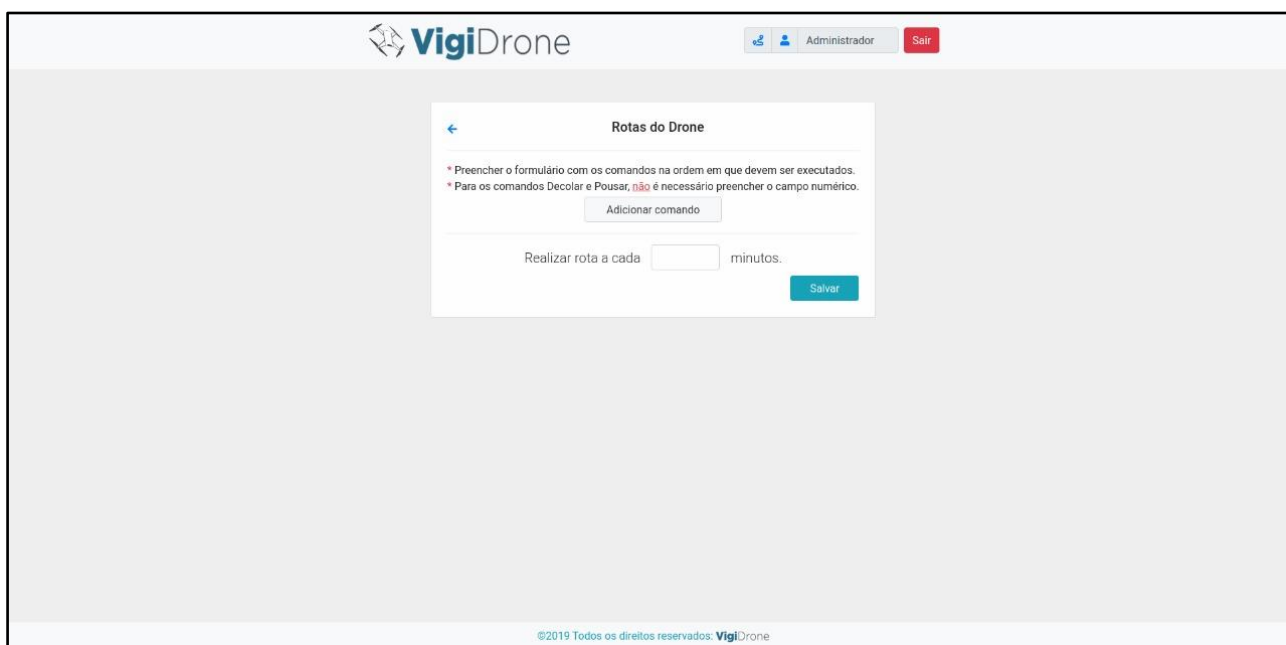 VigiDrone
Administrador
Sair
Rotas do Drone
* Preencher o formulário com os comandos na ordem em que devem ser executados.
* Para os comandos Decolar e Pousar, não é necessário preencher o campo numérico.
Adicionar comando
Realizar rota a cada minutos.
Salvar
©2019 Todos os direitos reservados: VigiDrone